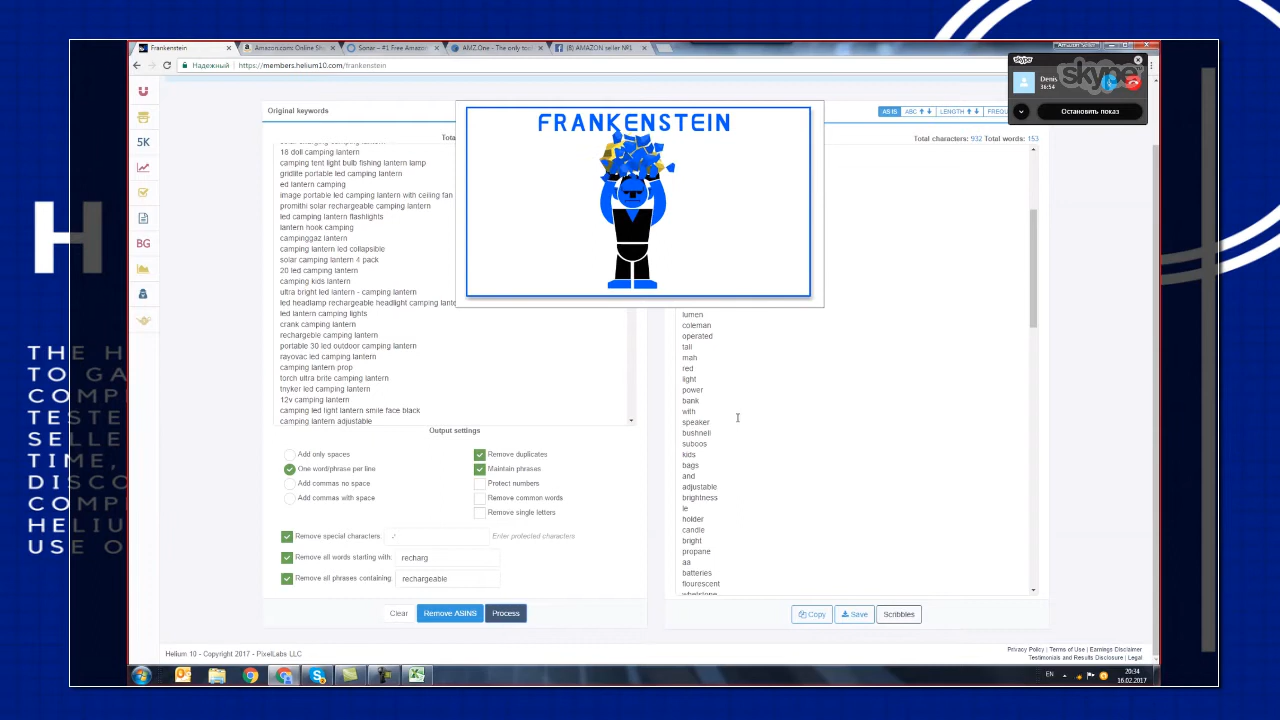 Frankenstein
Amazon.com: Online Sh
Sonar – #1 Free Amazon
AMZ.One - The only too
(8) AMAZON seller №1
Amazon Seller
Надежный
https://members.helium10.com/frankenstein
skype
Denis
36:54
Остановить показ
Original keywords
AS IS
ABC
LENGTH
FREQU
Total characters: 932 Total words: 153
FRANKENSTEIN
5K
BG
18 doll camping lantern
camping tent light bulb fishing lantern lamp
gridlite portable led camping lantern
ed lantern camping
image portable led camping lantern with ceiling fan
promithi solar rechargeable camping lantern
led camping lantern flashlights
lantern hook camping
campinggaz lantern
camping lantern led collapsible
solar camping lantern 4 pack
20 led camping lantern
camping kids lantern
ultra bright led lantern - camping lantern
led headlamp rechargeable headlight camping lante
led lantern camping lights
crank camping lantern
rechargeble camping lantern
portable 30 led outdoor camping lantern
rayovac led camping lantern
camping lantern prop
torch ultra brite camping lantern
tnyker led camping lantern
12v camping lantern
camping led light lantern smile face black
camping lantern adjustable
lumen
coleman
operated
tall
mah
red
light
power
bank
with
speaker
bushnell
suboos
kids
bags
and
adjustable
brightness
le
holder
candle
bright
propane
aa
batteries
flourescent
whetstone
Output settings
Add only spaces
One word/phrase per line
Add commas no space
Add commas with space
Remove duplicates
Maintain phrases
Protect numbers
Remove common words
Remove single letters
Remove special characters.
Enter protected characters
Remove all words starting with:
recharg
Remove all phrases containing:
rechargeable
Clear
Remove ASINS
Process
Copy
Save
Scribbles
Helium 10 - Copyright 2017 - PixelLabs LLC
Privacy Policy | Terms of Use | Earnings Disclaimer
Testimonials and Results Disclosure | Legal
EN
20:34
16.02.2017
H
THE H
TO GA
COMP
TESTE
SELLE
TIME,
DISCO
COMP
HELIU
USE O